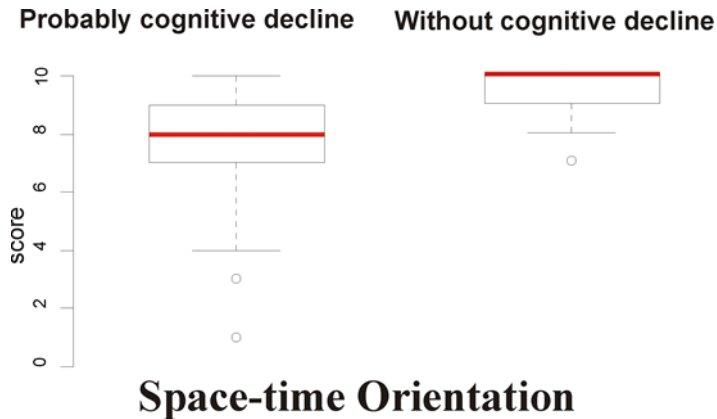 Probably cognitive decline
Without cognitive decline
10
8
6
4
2
0
score
Space-time Orientation